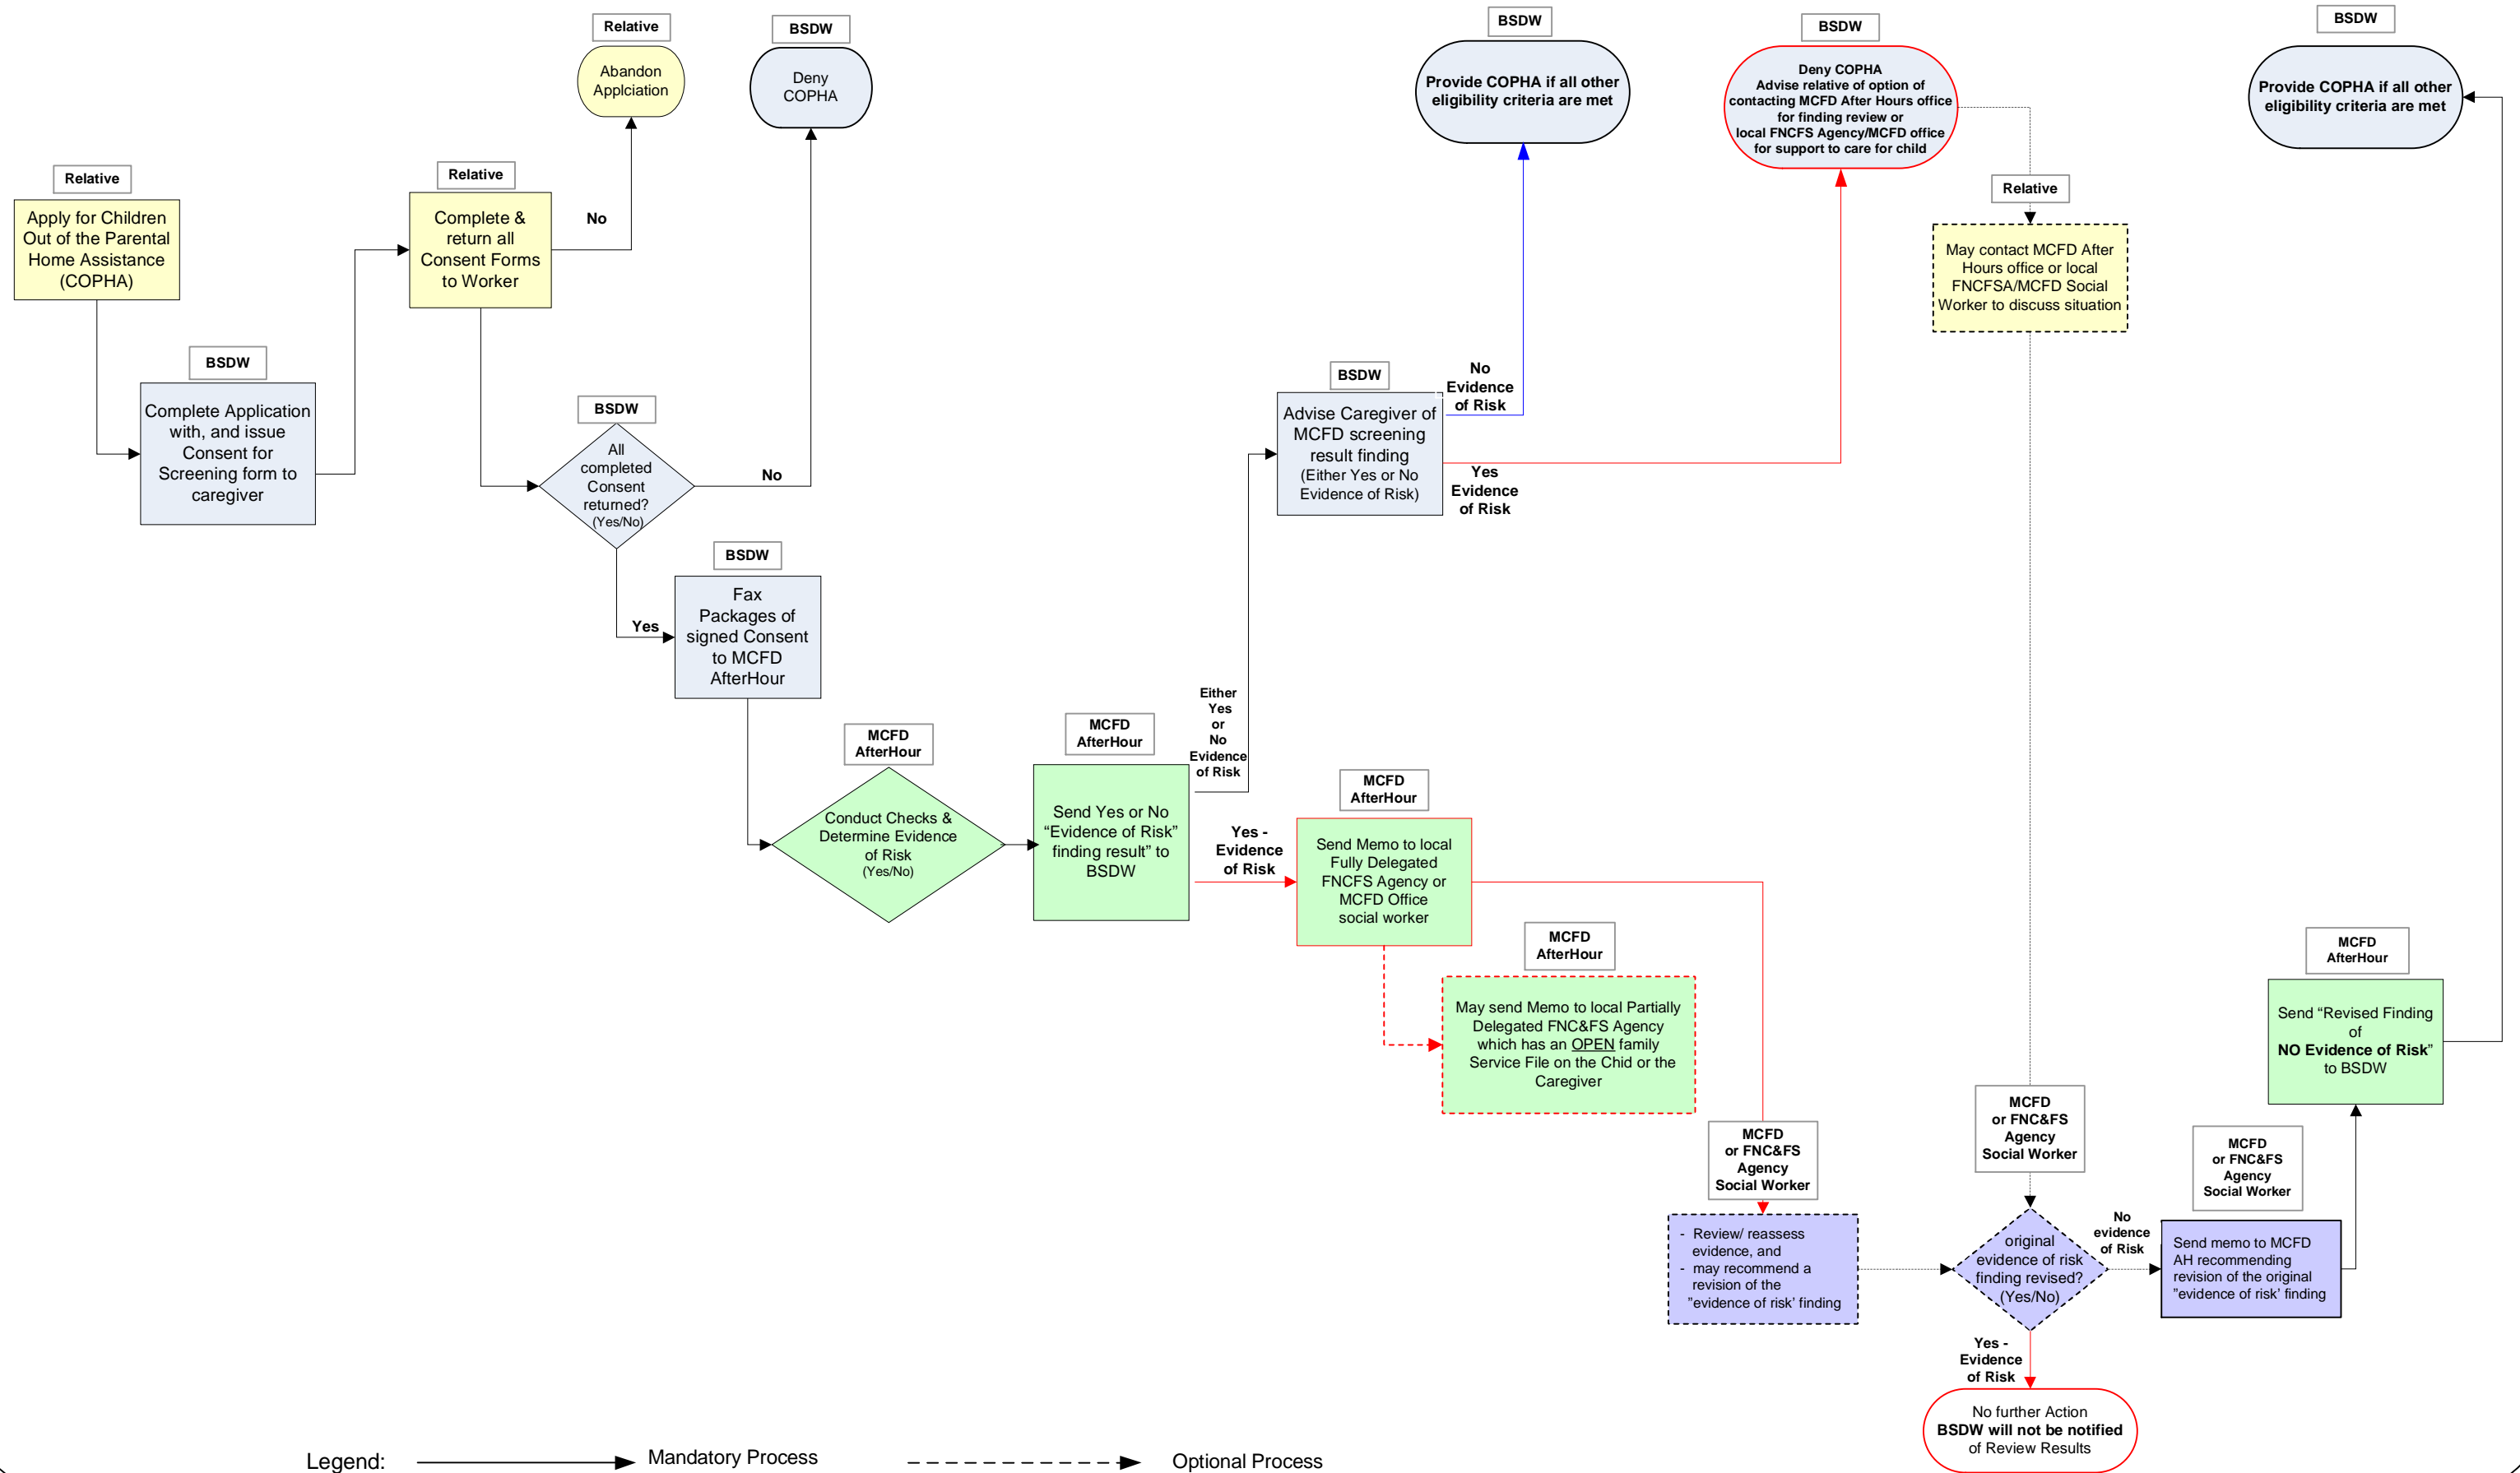 Relative
Abandon
Applciation
BSDW
Deny
COPHA
BSDW
Provide COPHA if all other
eligibility criteria are met
BSDW
Deny COPHA
Advise relative of option of
contacting MCFD After Hours office
for finding review or
local FNCFS Agency/MCFD office
for support to care for child
BSDW
Provide COPHA if all other
eligibility criteria are met
Relative
Apply for Children
Out of the Parental
Home Assistance
(COPHA)
Relative
Complete &
return all
Consent Forms
to Worker
No
Relative
May contact MCFD After
Hours office or local
FNCFSA/MCFD Social
Worker to discuss situation
BSDW
Complete Application
with, and issue
Consent for
Screening form to
caregiver
BSDW
All
completed
Consent
returned?
(Yes/No)
No
BSDW
Advise Caregiver of
MCFD screening
result finding
(Either Yes or No
Evidence of Risk)
No
Evidence
of Risk
Yes
Evidence
of Risk
Yes
BSDW
Fax
Packages of
signed Consent
to MCFD
AfterHour
MCFD
AfterHour
Conduct Checks &
Determine Evidence
of Risk
(Yes/No)
MCFD
AfterHour
Send Yes or No
“Evidence of Risk”
finding result” to
BSDW
Either
Yes
or
No
Evidence
of Risk
Yes -
Evidence
of Risk
MCFD
AfterHour
Send Memo to local
Fully Delegated
FNCFS Agency or
MCFD Office
social worker
MCFD
AfterHour
May send Memo to local Partially
Delegated FNC&FS Agency
which has an OPEN family
Service File on the Chid or the
Caregiver
MCFD
or FNC&FS
Agency
Social Worker
- Review/ reassess
evidence, and
- may recommend a
revision of the
”evidence of risk’ finding
MCFD
or FNC&FS
Agency
Social Worker
original
evidence of risk
finding revised?
(Yes/No)
No
evidence
of Risk
MCFD
or FNC&FS
Agency
Social Worker
Send memo to MCFD
AH recommending
revision of the original
”evidence of risk’ finding
MCFD
AfterHour
Send “Revised Finding
of
NO Evidence of Risk”
to BSDW
Yes -
Evidence
of Risk
No further Action
BSDW will not be notified
of Review Results
Legend:
Mandatory Process
Optional Process